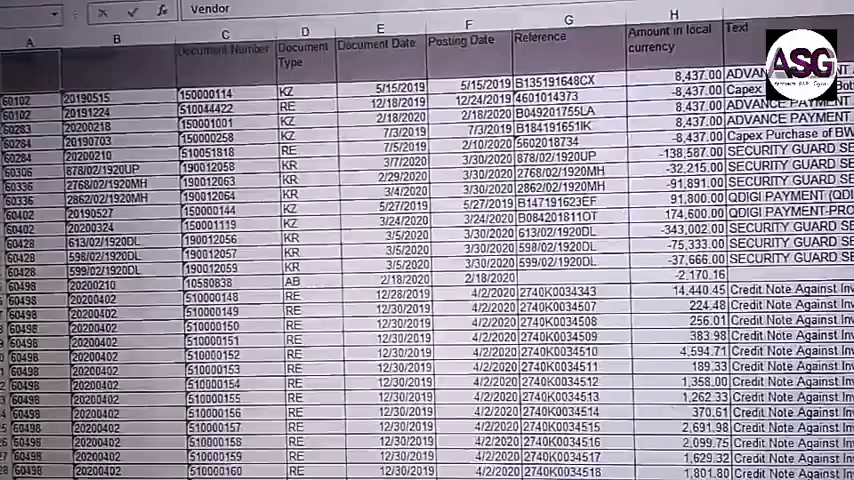 Vendor
A B C D E F G H
Document Number Document Type Document Date Posting Date Reference Amount in local currency Text
ASG
60102 20190515 150000114 KZ 5/15/2019 5/15/2019 B135191648CX 8,437.00
60102 20191224 510044422 RE 12/18/2019 12/24/2019 4601014373 -8,437.00 Capex
60283 20200218 150001001 KZ 2/18/2020 2/18/2020 B049201755LA 8,437.00 ADVANCE PAYMENT
60284 20190703 150000258 KZ 7/3/2019 7/3/2019 B184191651IK 8,437.00 ADVANCE PAYMENT
60284 20200210 510051818 RE 7/5/2019 2/10/2020 5602018734 -8,437.00 Capex Purchase of BW
60306 878/02/1920UP 190012058 KR 3/7/2020 3/30/2020 878/02/1920UP -138,587.00 SECURITY GUARD SE
60336 2768/02/1920MH 190012063 KR 2/29/2020 3/30/2020 2768/02/1920MH -32,215.00 SECURITY GUARD SE
60336 2862/02/1920MH 190012064 KR 3/4/2020 3/30/2020 2862/02/1920MH -91,891.00 SECURITY GUARD SE
60402 20190527 150000144 KZ 5/27/2019 5/27/2019 B147191623EF 91,800.00 QDIGI PAYMENT (QDI
60402 20200324 150001119 KZ 3/24/2020 3/24/2020 B084201811OT 174,600.00 QDIGI PAYMENT-PRO
60428 613/02/1920DL 190012056 KR 3/5/2020 3/30/2020 613/02/1920DL -343,002.00 SECURITY GUARD SE
60428 598/02/1920DL 190012057 KR 3/5/2020 3/30/2020 598/02/1920DL -75,333.00 SECURITY GUARD SE
60428 599/02/1920DL 190012059 KR 3/5/2020 3/30/2020 599/02/1920DL -37,666.00 SECURITY GUARD SE
60498 20200210 10580838 AB 2/18/2020 2/18/2020 -2,170.16
60498 20200402 510000148 RE 12/28/2019 4/2/2020 2740K0034343 14,440.45 Credit Note Against Inv
60498 20200402 510000149 RE 12/30/2019 4/2/2020 2740K0034507 224.48 Credit Note Against Inv
60498 20200402 510000150 RE 12/30/2019 4/2/2020 2740K0034508 256.01 Credit Note Against Inv
60498 20200402 510000151 RE 12/30/2019 4/2/2020 2740K0034509 383.98 Credit Note Against Inv
60498 20200402 510000152 RE 12/30/2019 4/2/2020 2740K0034510 4,594.71 Credit Note Against Inv
60498 20200402 510000153 RE 12/30/2019 4/2/2020 2740K0034511 189.33 Credit Note Against Inv
60498 20200402 510000154 RE 12/30/2019 4/2/2020 2740K0034512 1,358.00 Credit Note Against Inv
60498 20200402 510000155 RE 12/30/2019 4/2/2020 2740K0034513 1,262.33 Credit Note Against Inv
60498 20200402 510000156 RE 12/30/2019 4/2/2020 2740K0034514 370.61 Credit Note Against Inv
60498 20200402 510000157 RE 12/30/2019 4/2/2020 2740K0034515 2,691.98 Credit Note Against Inv
60498 20200402 510000158 RE 12/30/2019 4/2/2020 2740K0034516 2,099.75 Credit Note Against Inv
60498 20200402 510000159 RE 12/30/2019 4/2/2020 2740K0034517 1,629.32 Credit Note Against Inv
60498 20200402 510000160 RE 12/30/2019 4/2/2020 2740K0034518 1,801.80 Credit Note Against Inv